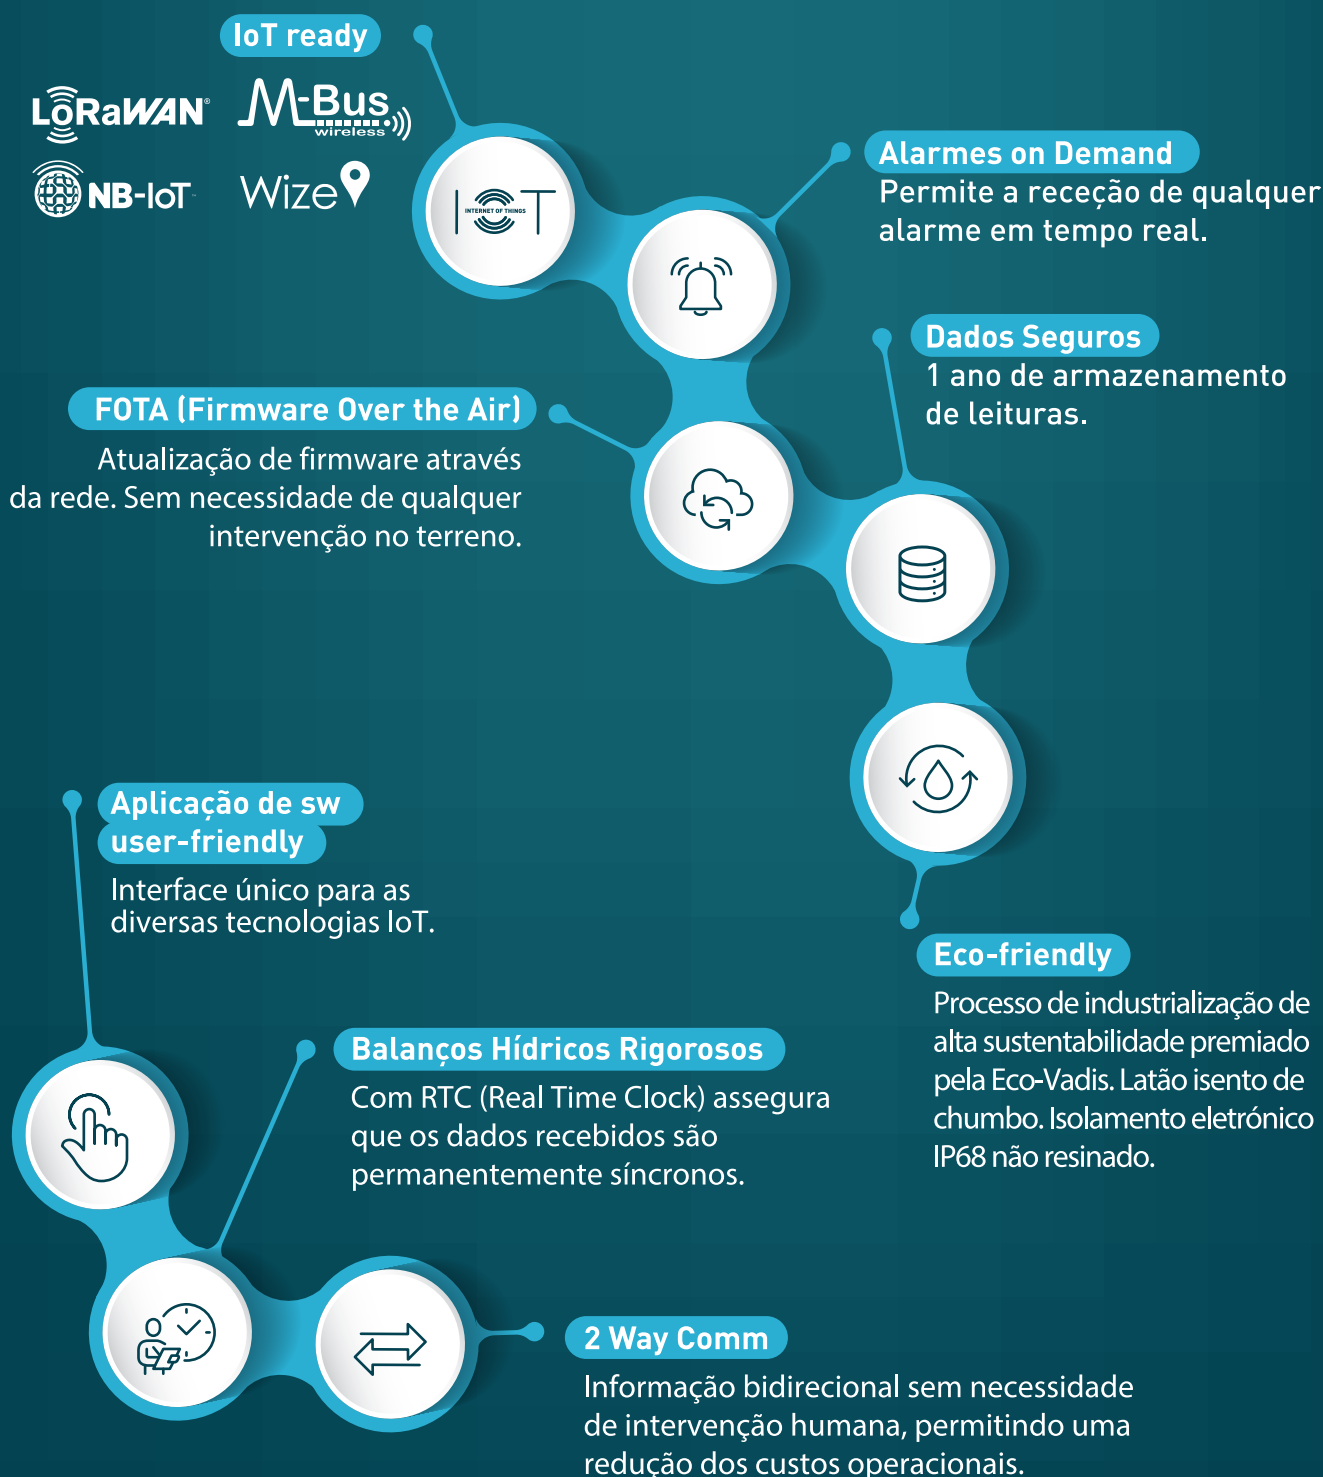 IoT ready
LoRaWAN®
M-Bus
wireless
NB-IoT
Wize
INTERNET OF THINGS
IOT
Alarmes on Demand
Permite a receção de qualquer
alarme em tempo real.
Dados Seguros
1 ano de armazenamento
de leituras.
FOTA (Firmware Over the Air)
Atualização de firmware através
da rede. Sem necessidade de qualquer
intervenção no terreno.
Aplicação de sw
user-friendly
Interface único para as
diversas tecnologias IoT.
Eco-friendly
Processo de industrialização de
alta sustentabilidade premiado
pela Eco-Vadis. Latão isento de
chumbo. Isolamento eletrónico
IP68 não resinado.
Balanços Hídricos Rigorosos
Com RTC (Real Time Clock) assegura
que os dados recebidos são
permanentemente síncronos.
2 Way Comm
Informação bidirecional sem necessidade
de intervenção humana, permitindo uma
redução dos custos operacionais.